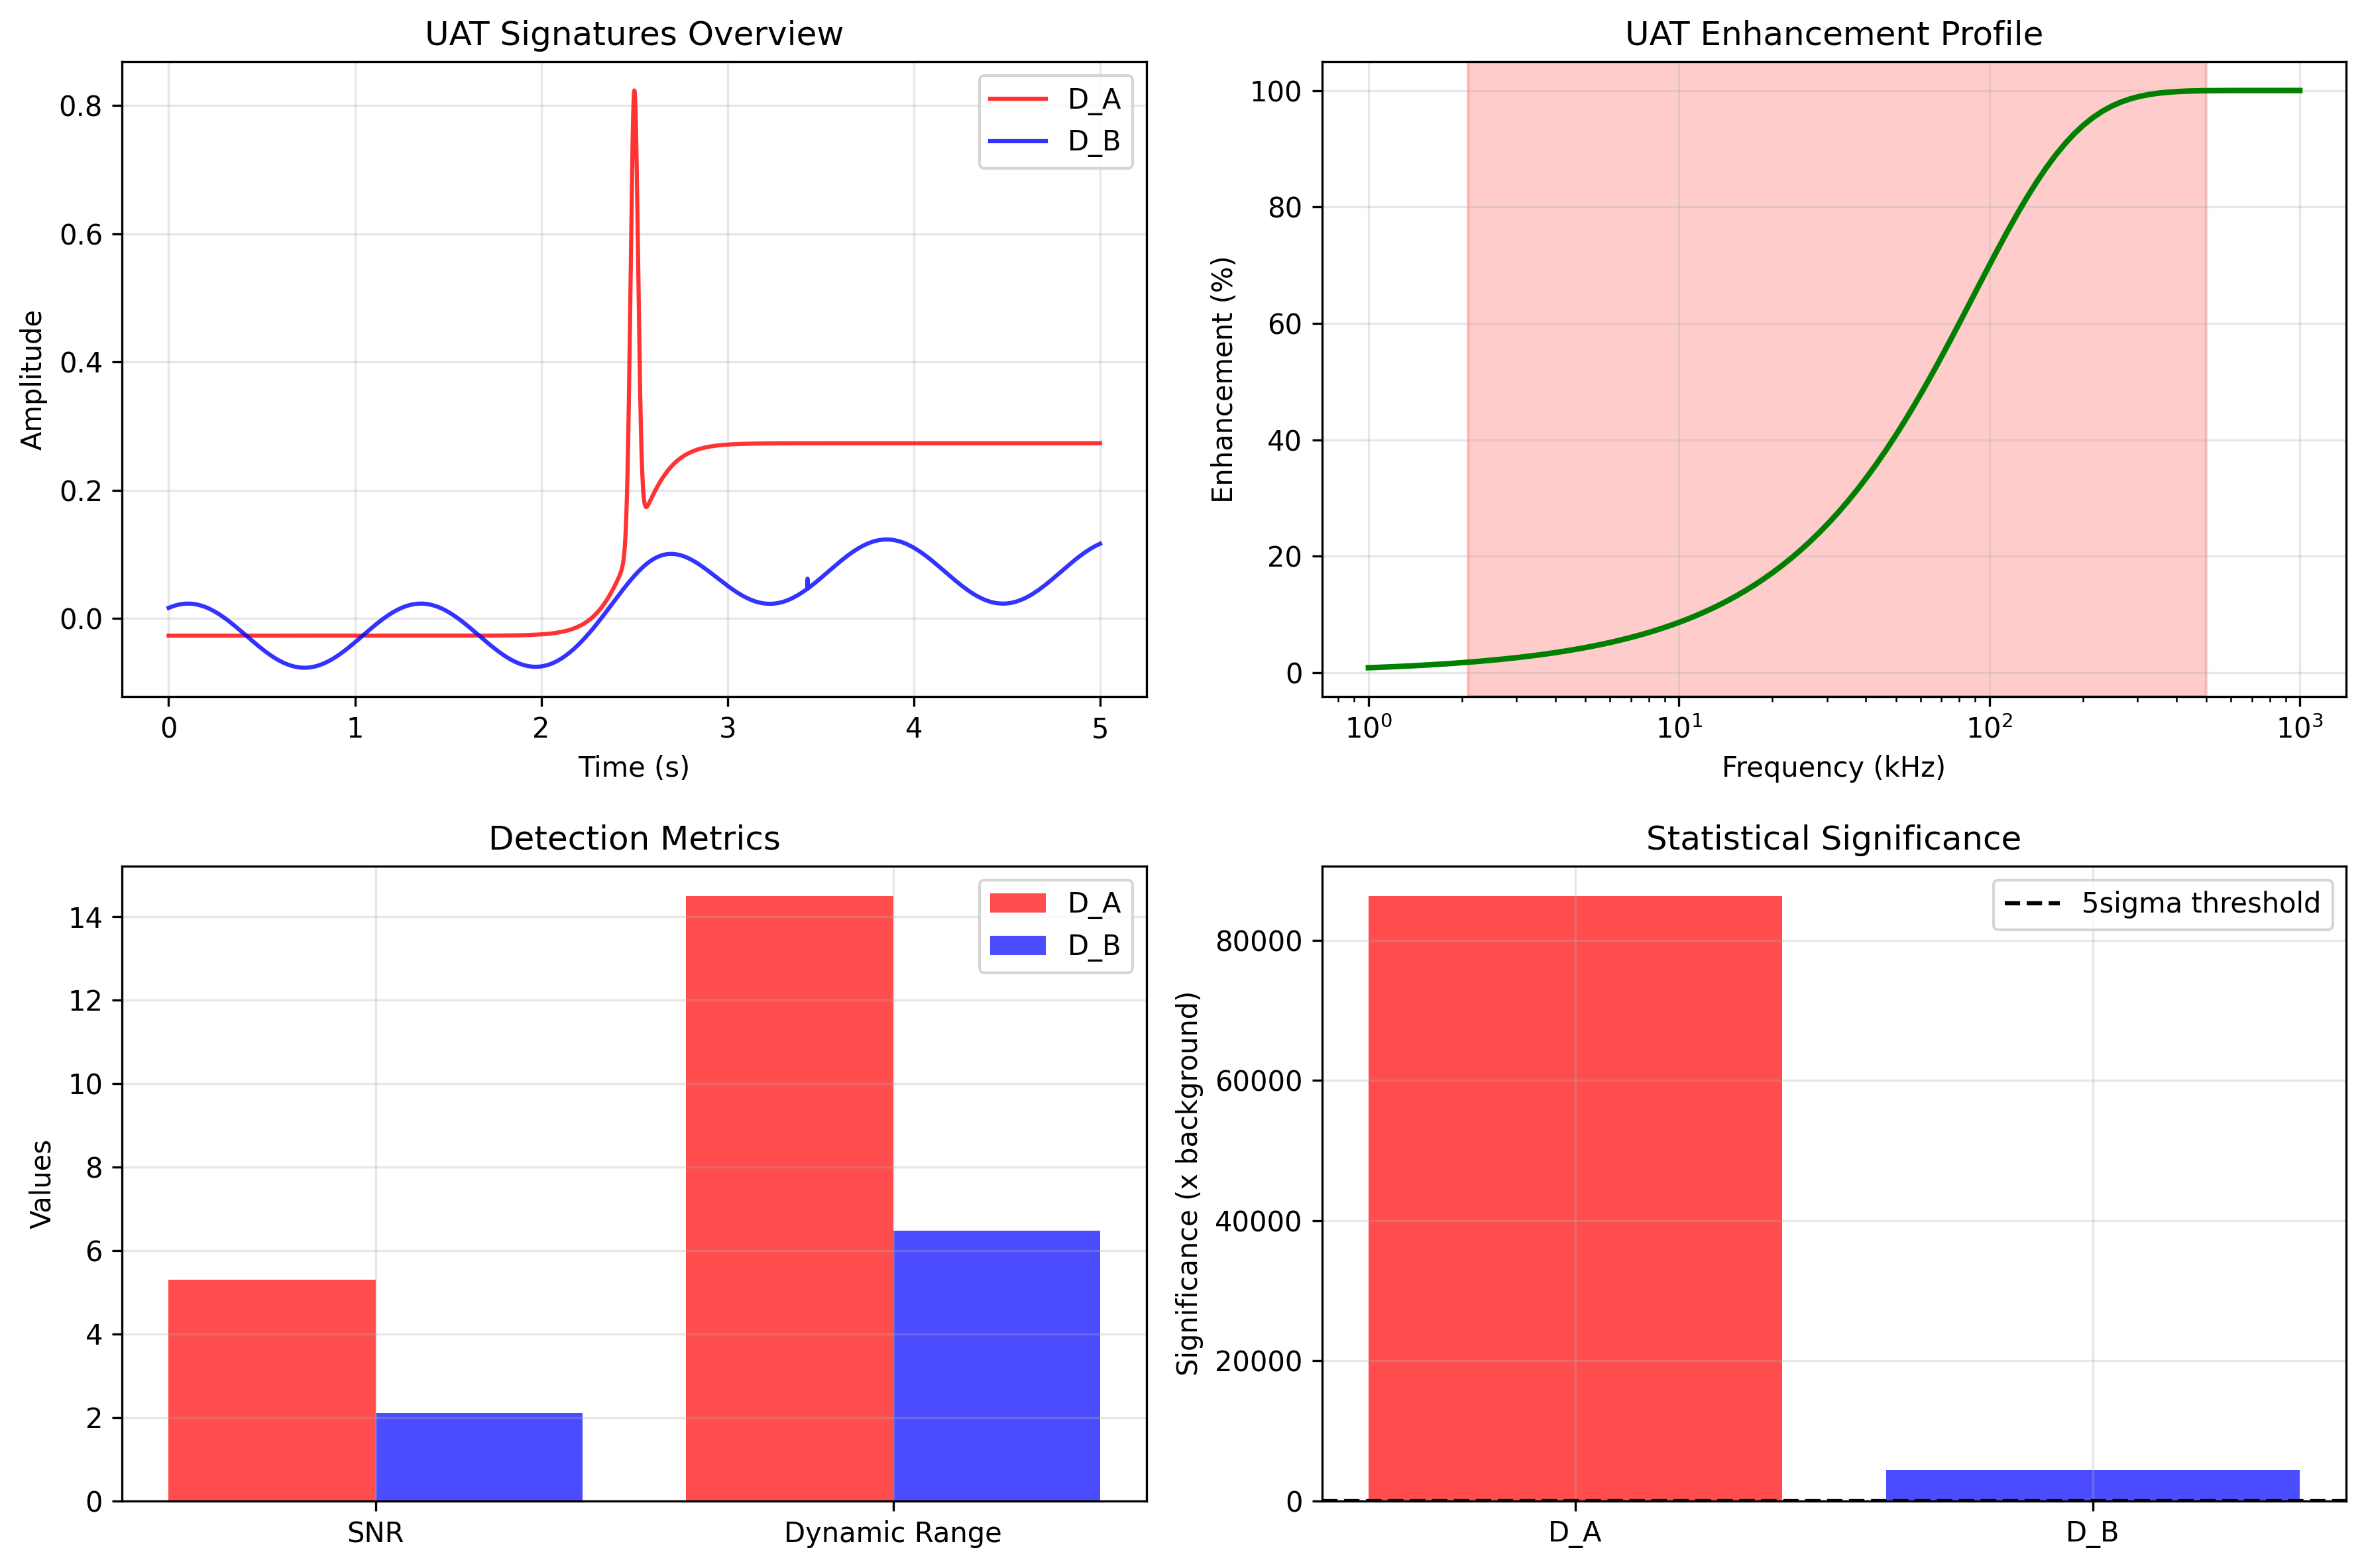 UAT Signatures Overview
D_A
D_B
0.8
0.6
0.4
0.2
0.0
Amplitude
0
1
2
3
4
5
Time (s)
UAT Enhancement Profile
100
80
60
40
20
0
Enhancement (%)
10⁰
10¹
10²
10³
Frequency (kHz)
Detection Metrics
D_A
D_B
14
12
10
8
6
4
2
0
Values
SNR
Dynamic Range
Statistical Significance
5sigma threshold
80000
60000
40000
20000
0
Significance (x background)
D_A
D_B